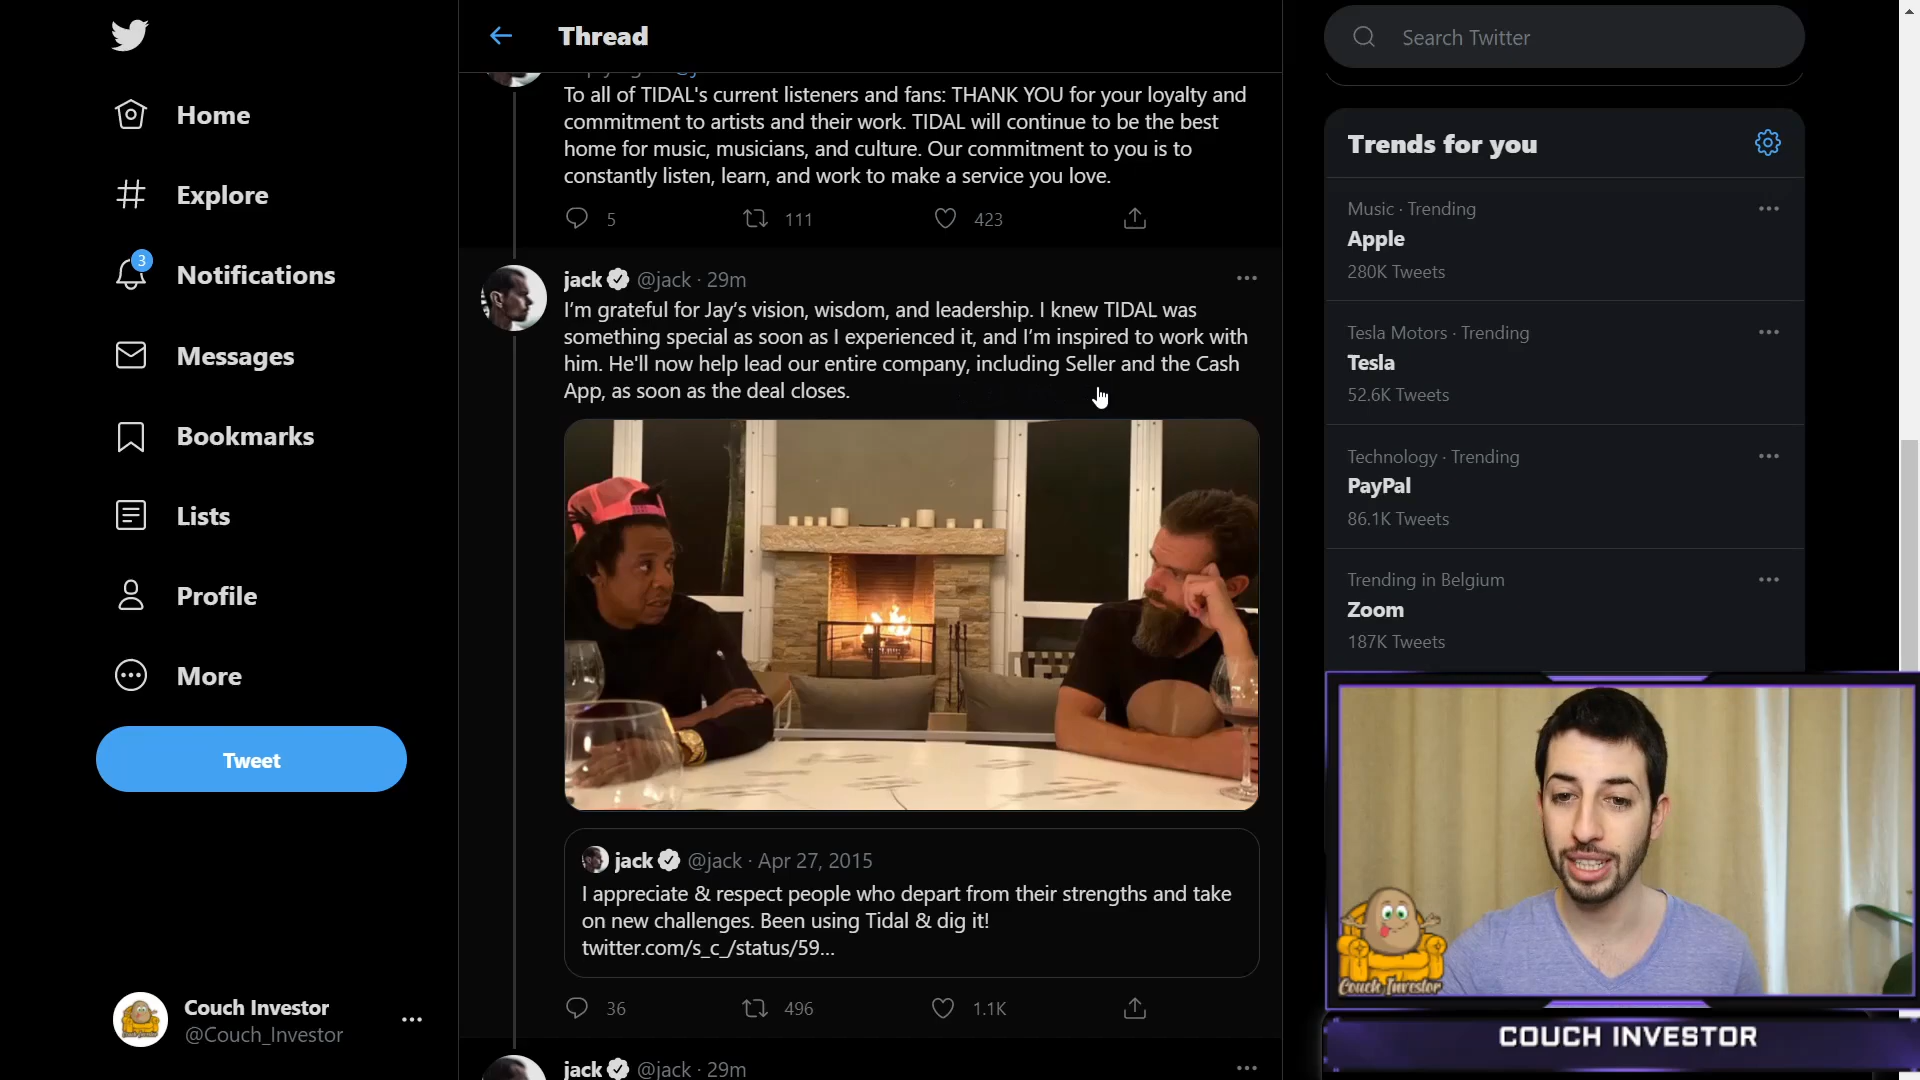 Home
Explore
3
Notifications
Messages
Bookmarks
Lists
Profile
More
Tweet
Couch Investor
@Couch_Investor
Thread
To all of TIDAL's current listeners and fans: THANK YOU for your loyalty and
commitment to artists and their work. TIDAL will continue to be the best
home for music, musicians, and culture. Our commitment to you is to
constantly listen, learn, and work to make a service you love.
5 111 423
jack @jack · 29m
I'm grateful for Jay's vision, wisdom, and leadership. I knew TIDAL was
something special as soon as I experienced it, and I'm inspired to work with
him. He'll now help lead our entire company, including Seller and the Cash
App, as soon as the deal closes.
jack @jack · Apr 27, 2015
I appreciate & respect people who depart from their strengths and take
on new challenges. Been using Tidal & dig it!
twitter.com/s_c_/status/59...
36 496 1.1K
jack @jack · 29m
Search Twitter
Trends for you
Music · Trending
Apple
280K Tweets
Tesla Motors · Trending
Tesla
52.6K Tweets
Technology · Trending
PayPal
86.1K Tweets
Trending in Belgium
Zoom
187K Tweets
Couch Investor
COUCH INVESTOR